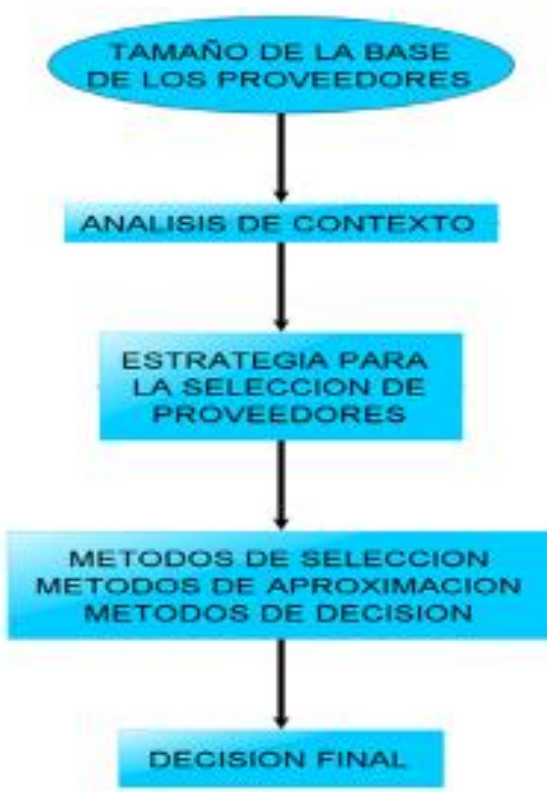 TAMAÑO DE LA BASE
DE LOS PROVEEDORES
ANALISIS DE CONTEXTO
ESTRATEGIA PARA
LA SELECCION DE
PROVEEDORES
METODOS DE SELECCION
METODOS DE APROXIMACION
METODOS DE DECISION
DECISION FINAL